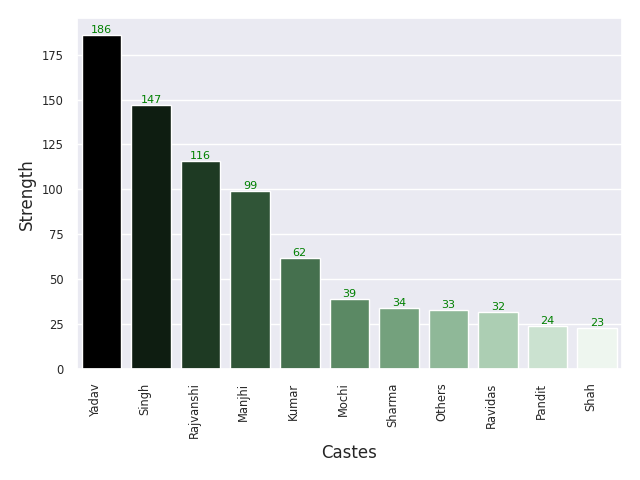 186
147
116
99
62
39
34
33
32
24
23
175
150
125
100
75
50
25
0
Strength
Yadav
Singh
Rajvanshi
Manjhi
Kumar
Mochi
Sharma
Others
Ravidas
Pandit
Shah
Castes